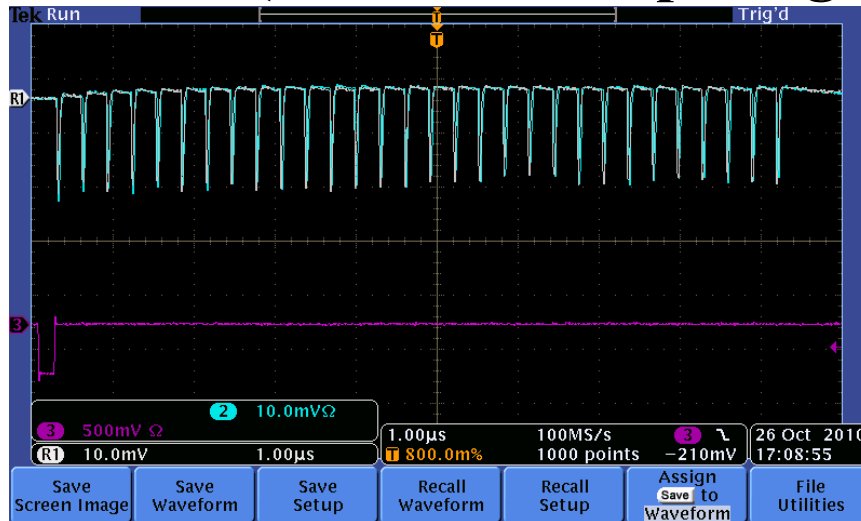 Tek Run Trig'd
T
T
R1
3
2 10.0mVΩ
3 500mV Ω
R1 10.0mV 1.00µs
1.00µs 100MS/s 3
T 800.0m% 1000 points -210mV
26 Oct 2010
17:08:55
Save Screen Image
Save Waveform
Save Setup
Recall Waveform
Recall Setup
Assign Save to Waveform
File Utilities